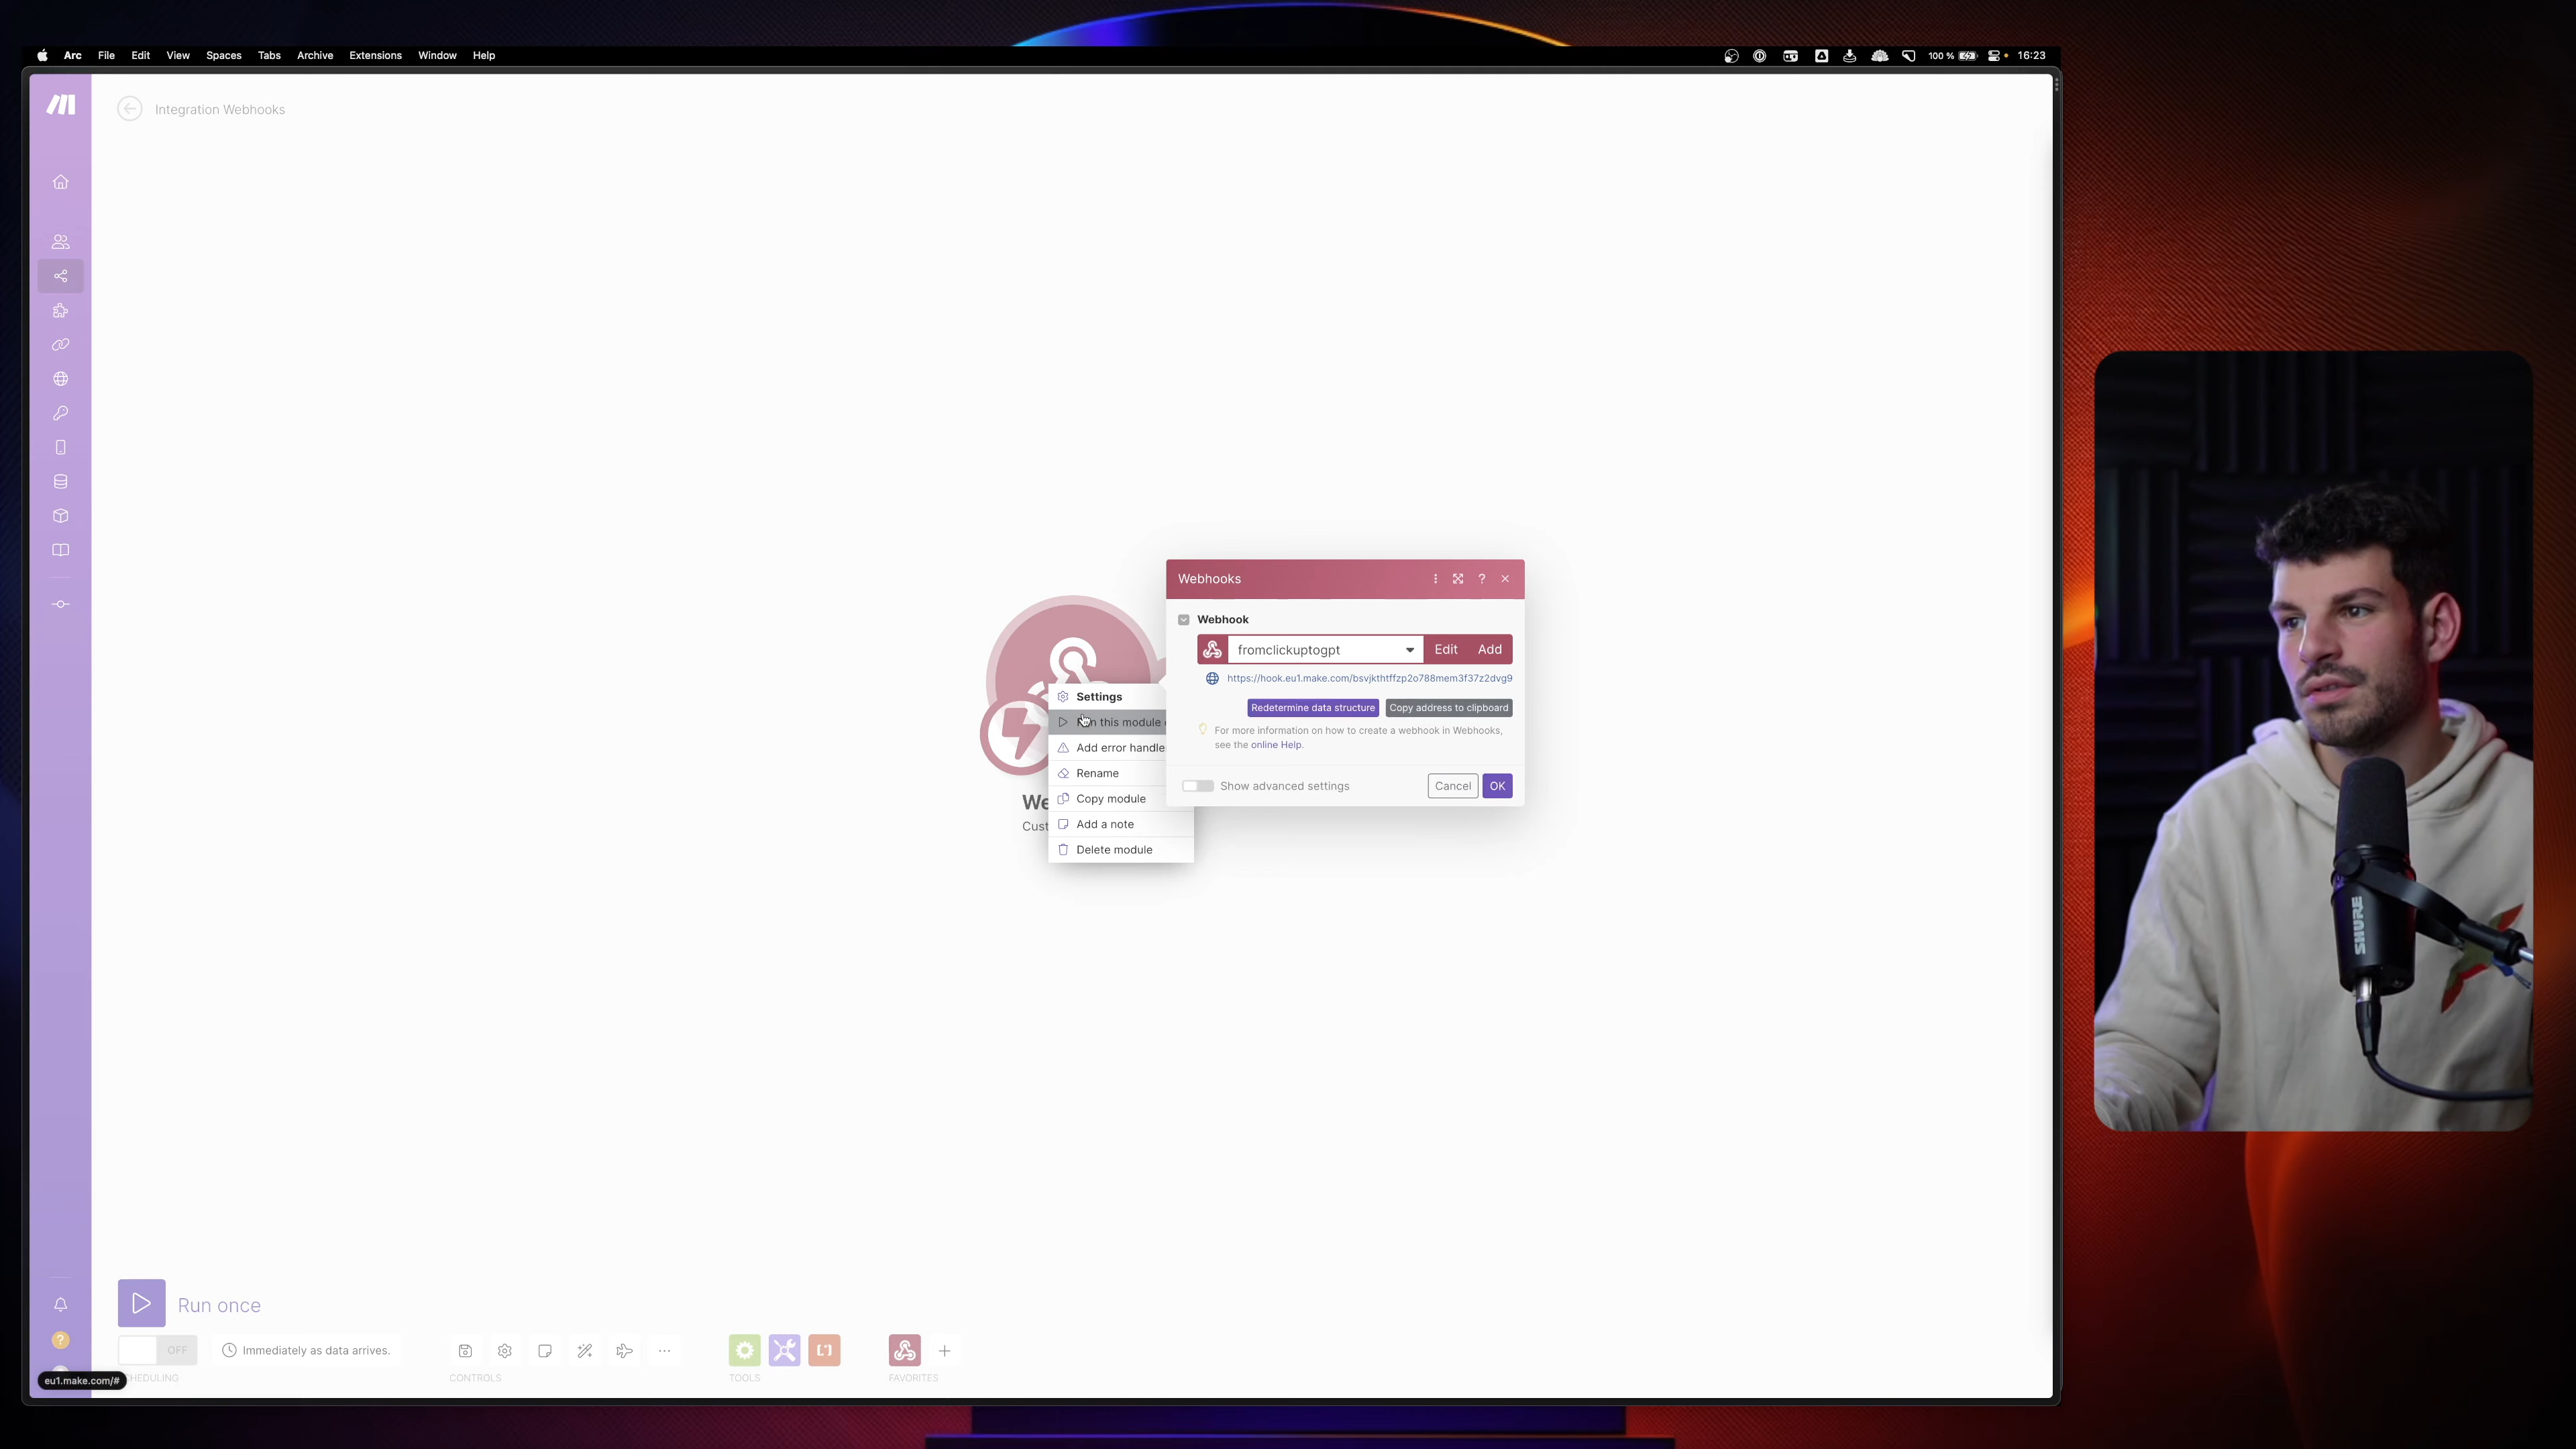 Arc File Edit View Spaces Tabs Archive Extensions Window Help
100 % 16:23
Integration Webhooks
Webhooks
Webhook
fromclickuptogpt Edit Add
https://hook.eu1.make.com/bsvjkthtffzp2o788mem3f37z2dvg9
Redetermine data structure Copy address to clipboard
For more information on how to create a webhook in Webhooks,
see the online Help.
Show advanced settings Cancel OK
Settings
this module
Add error handle
Rename
Copy module
Add a note
Delete module
We
Cust
Run once
OFF Immediately as data arrives.
HEDULING CONTROLS TOOLS FAVORITES
eu1.make.com/#
SHURE